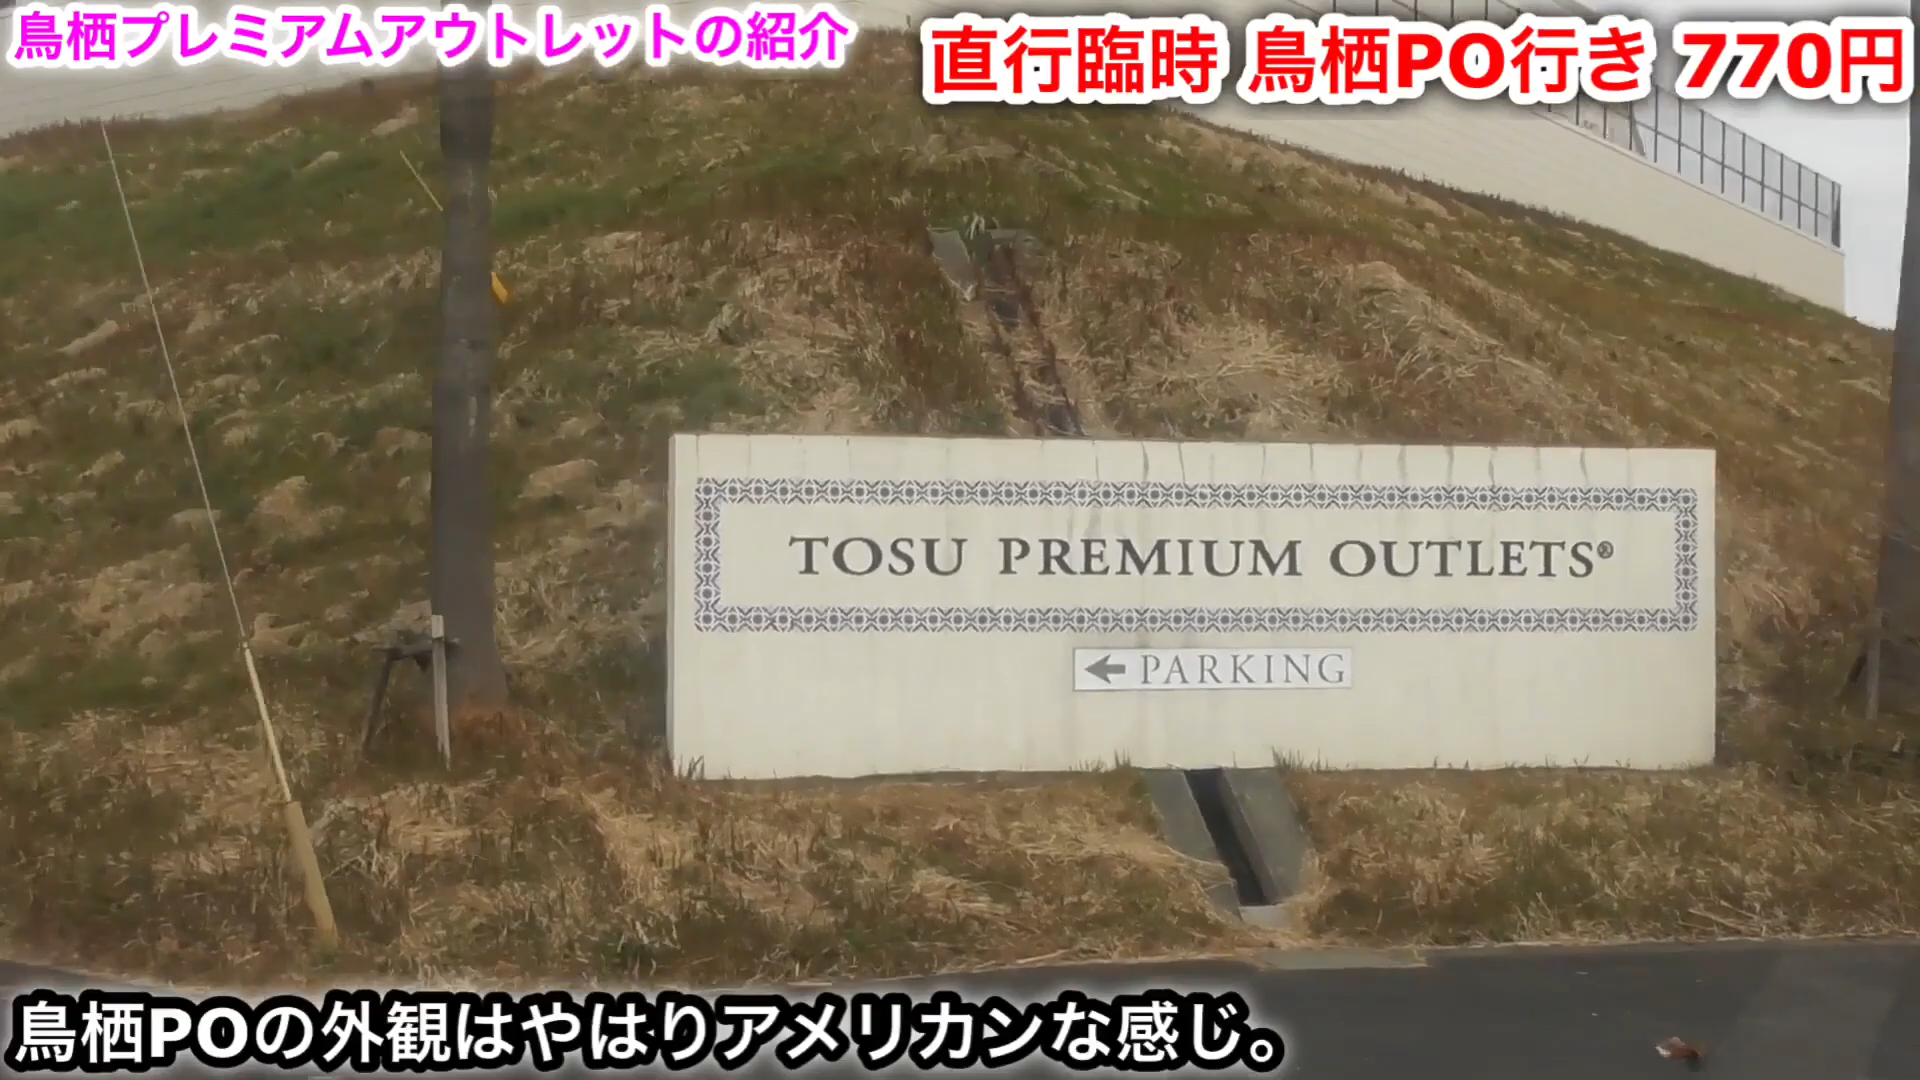 鳥栖プレミアムアウトレットの紹介
直行臨時 鳥栖PO行き 770円
TOSU PREMIUM OUTLETS®
← PARKING
鳥栖POの外観はやはりアメリカンな感じ。